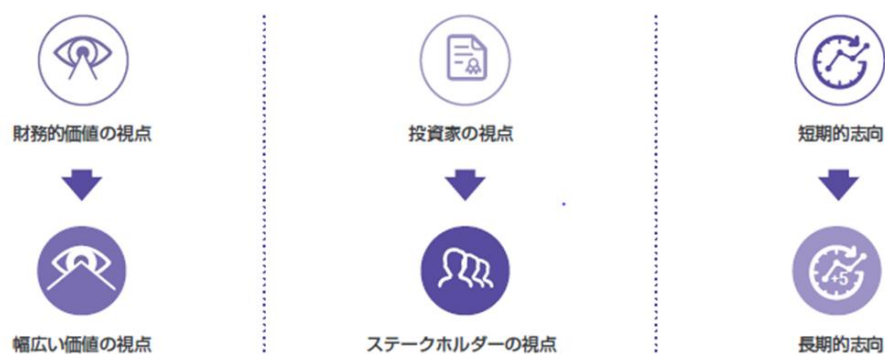 財務的価値の視点
投資家の視点
短期的志向
+5
幅広い価値の視点
ステークホルダーの視点
長期的志向